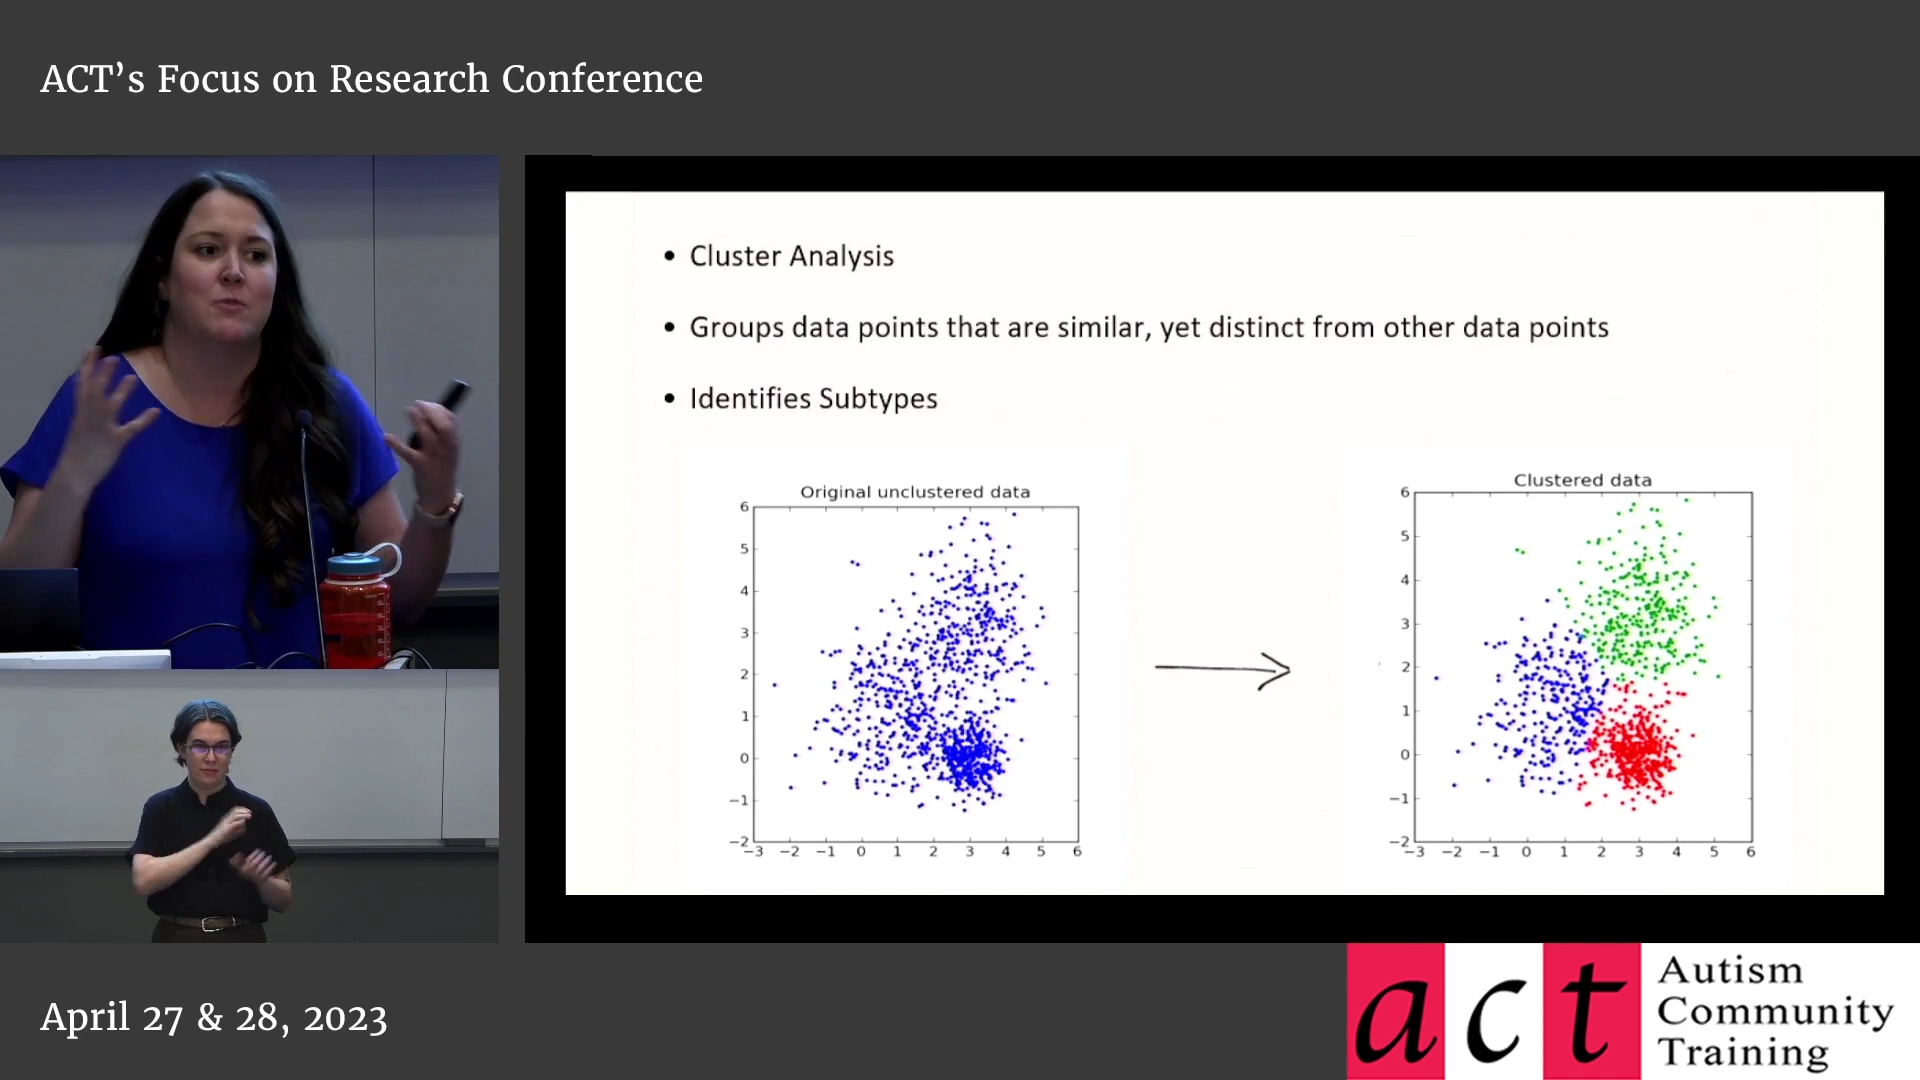 ACT’s Focus on Research Conference
• Cluster Analysis
• Groups data points that are similar, yet distinct from other data points
• Identifies Subtypes
Original unclustered data
6
5
4
3
2
1
0
−1
−2
−3 −2 −1 0 1 2 3 4 5 6
Clustered data
6
5
4
3
2
1
0
−1
−2
−3 −2 −1 0 1 2 3 4 5 6
April 27 & 28, 2023
act
Autism
Community
Training